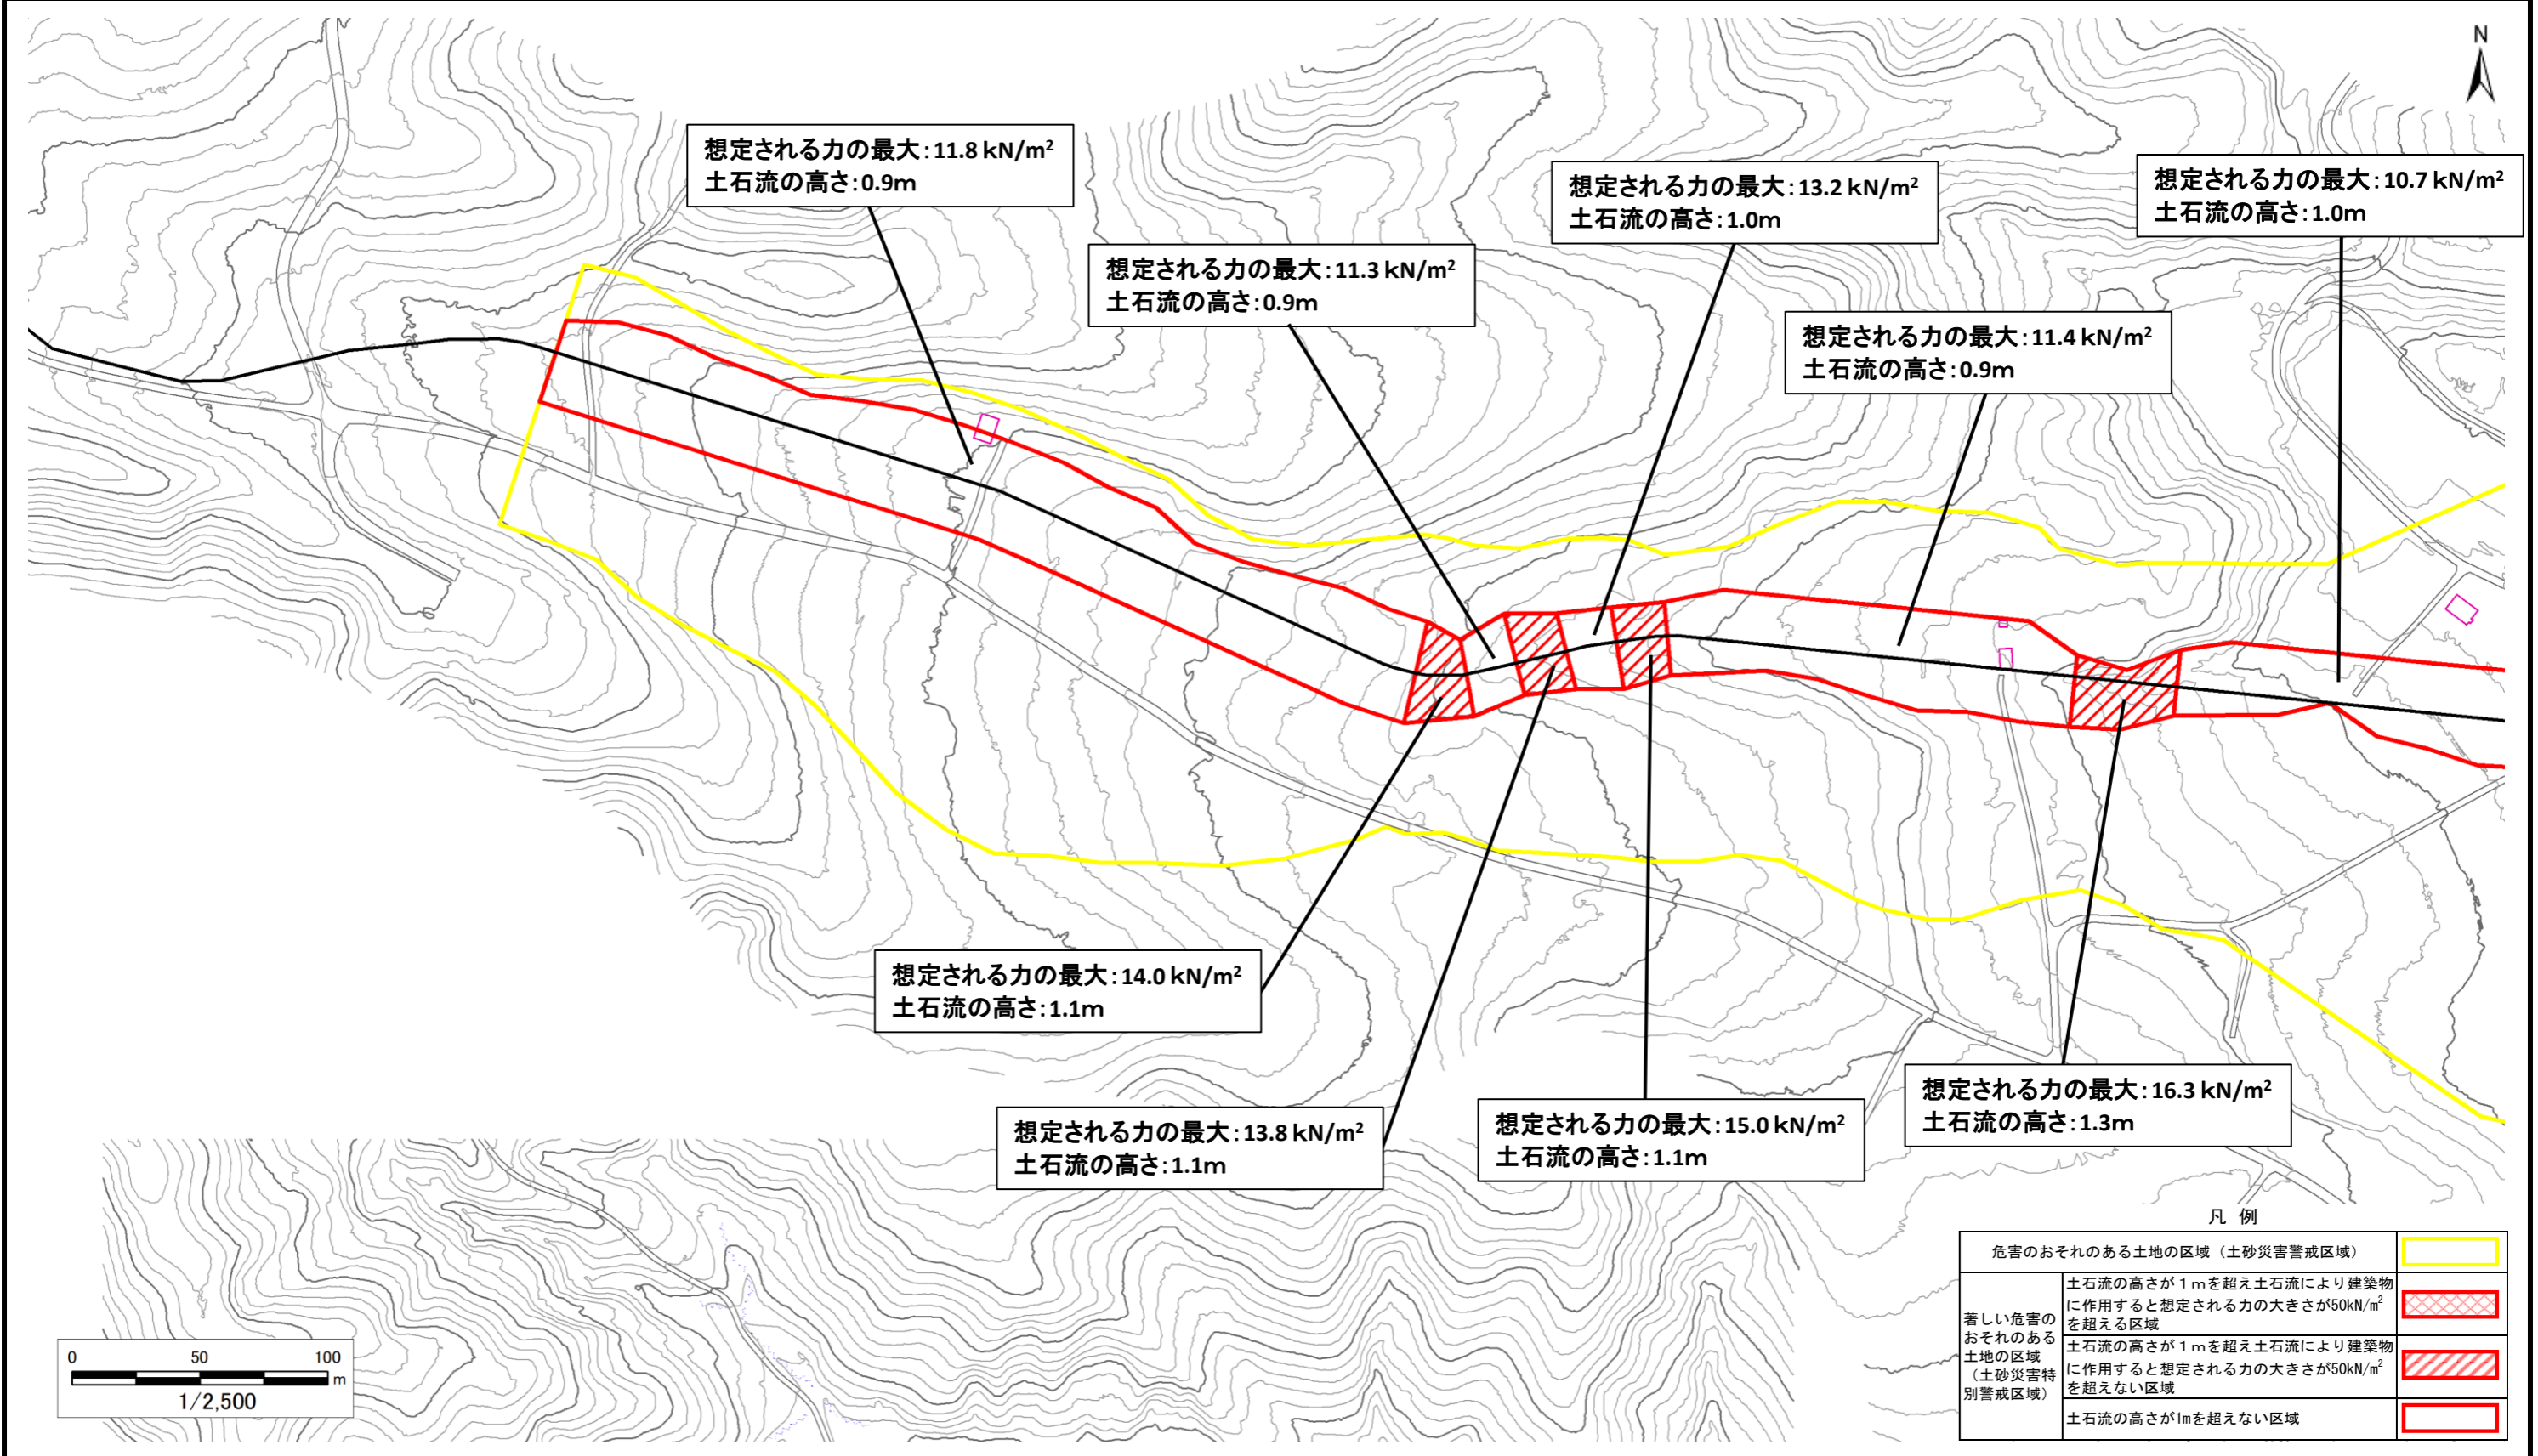 N
想定される力の最大:11.8 kN/m²
土石流の高さ:0.9m
想定される力の最大:13.2 kN/m²
土石流の高さ:1.0m
想定される力の最大:10.7 kN/m²
土石流の高さ:1.0m
想定される力の最大:11.3 kN/m²
土石流の高さ:0.9m
想定される力の最大:11.4 kN/m²
土石流の高さ:0.9m
想定される力の最大:14.0 kN/m²
土石流の高さ:1.1m
想定される力の最大:13.8 kN/m²
土石流の高さ:1.1m
想定される力の最大:15.0 kN/m²
土石流の高さ:1.1m
想定される力の最大:16.3 kN/m²
土石流の高さ:1.3m
凡 例
危害のおそれのある土地の区域（土砂災害警戒区域）
著しい危害の
おそれのある
土地の区域
（土砂災害特
別警戒区域）
土石流の高さが１ｍを超え土石流により建築物
に作用すると想定される力の大きさが50kN/㎡
を超える区域
土石流の高さが１ｍを超え土石流により建築物
に作用すると想定される力の大きさが50kN/㎡
を超えない区域
土石流の高さが1mを超えない区域
0 50 100
m
1/2,500